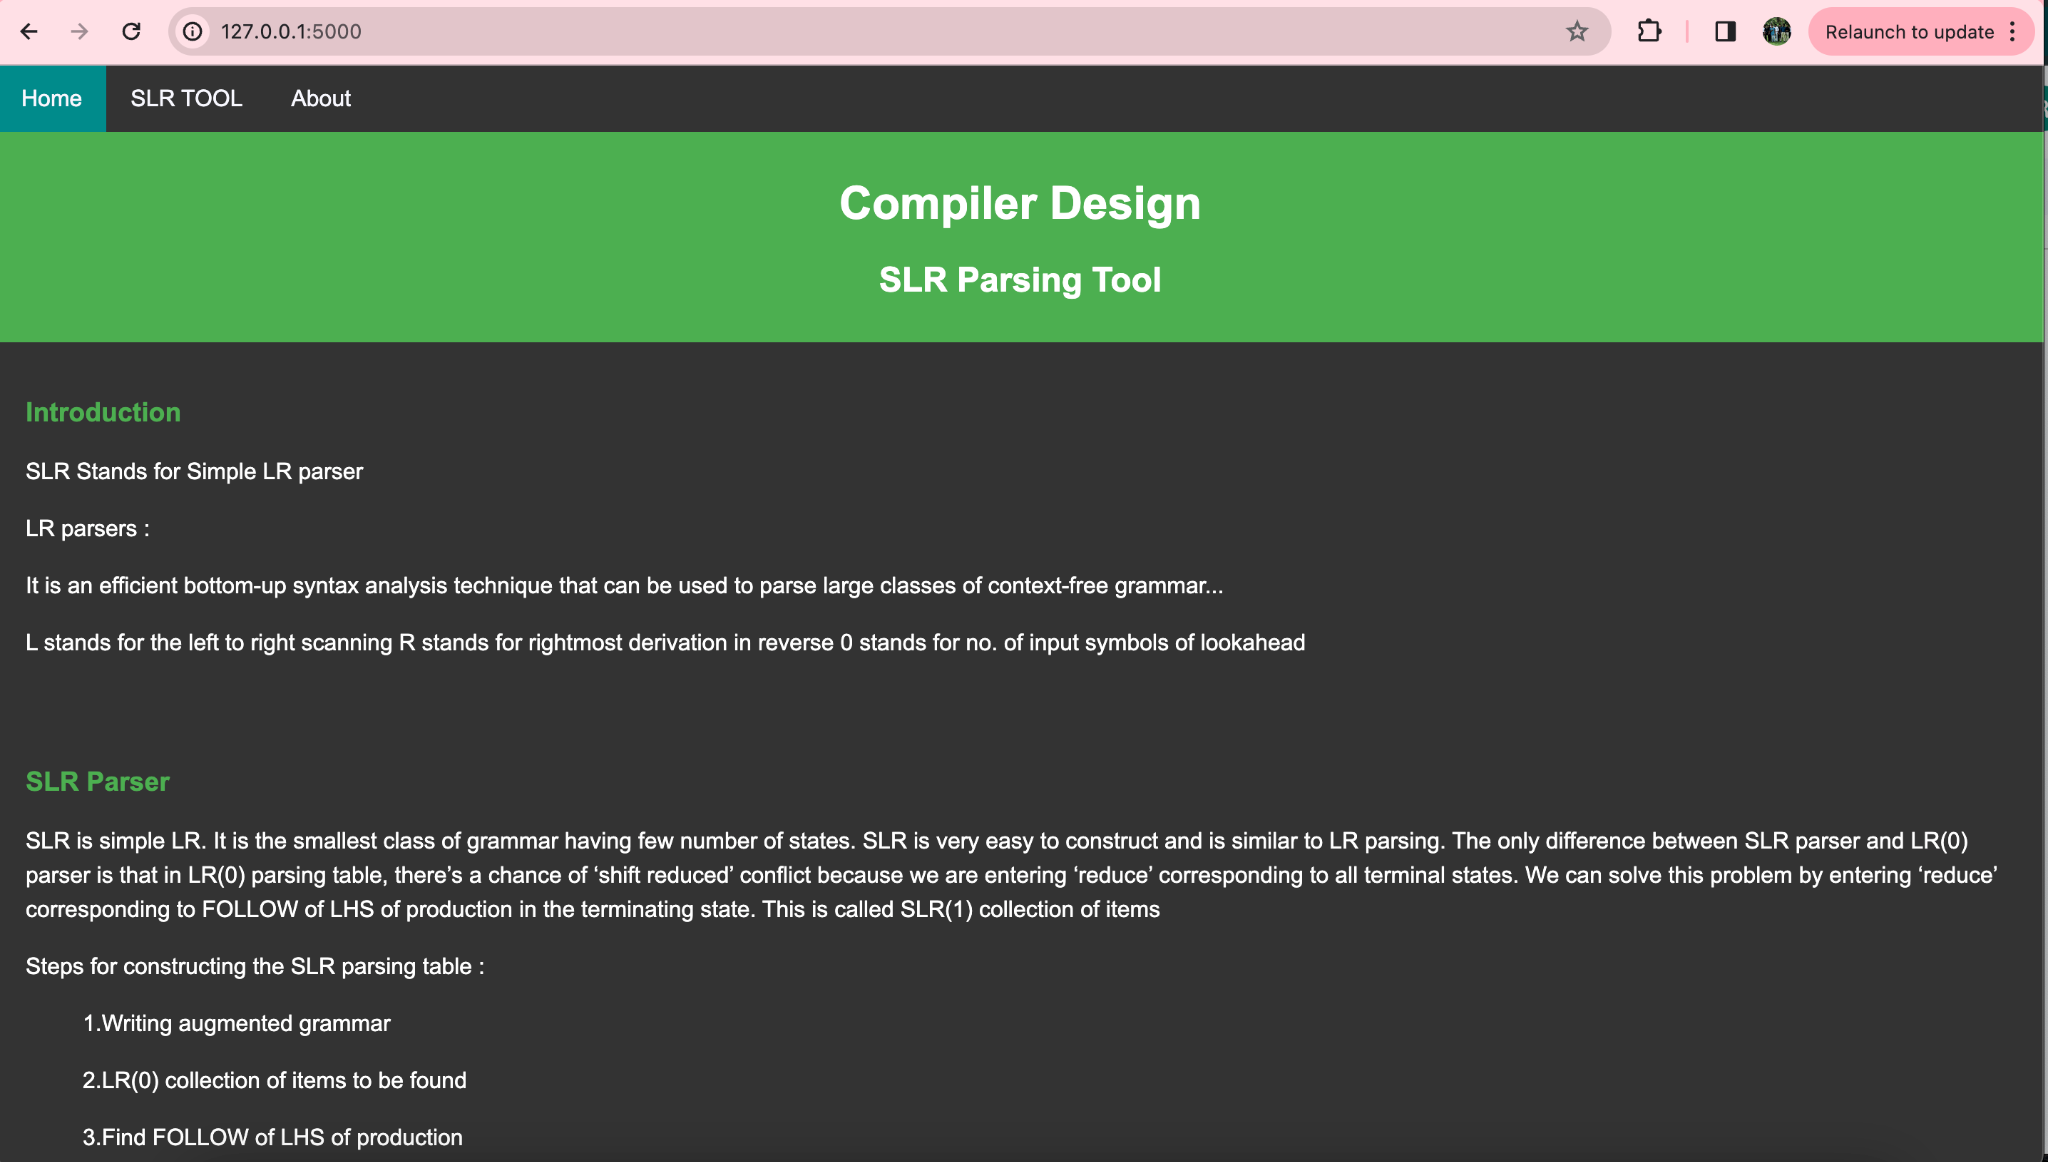 127.0.0.1:5000
Relaunch to update
Home SLR TOOL About
Compiler Design
SLR Parsing Tool
Introduction
SLR Stands for Simple LR parser
LR parsers :
It is an efficient bottom-up syntax analysis technique that can be used to parse large classes of context-free grammar...
L stands for the left to right scanning R stands for rightmost derivation in reverse 0 stands for no. of input symbols of lookahead
SLR Parser
SLR is simple LR. It is the smallest class of grammar having few number of states. SLR is very easy to construct and is similar to LR parsing. The only difference between SLR parser and LR(0)
parser is that in LR(0) parsing table, there’s a chance of ‘shift reduced’ conflict because we are entering ‘reduce’ corresponding to all terminal states. We can solve this problem by entering ‘reduce’
corresponding to FOLLOW of LHS of production in the terminating state. This is called SLR(1) collection of items
Steps for constructing the SLR parsing table :
1.Writing augmented grammar
2.LR(0) collection of items to be found
3.Find FOLLOW of LHS of production